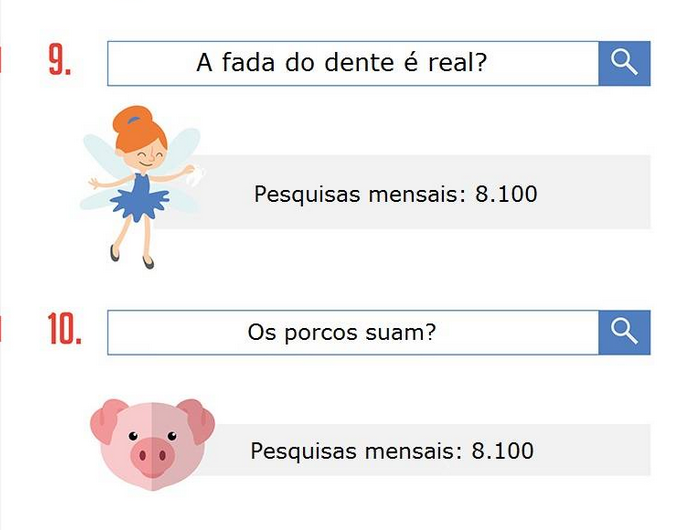 9.
A fada do dente é real?
Pesquisas mensais: 8.100
10.
Os porcos suam?
Pesquisas mensais: 8.100